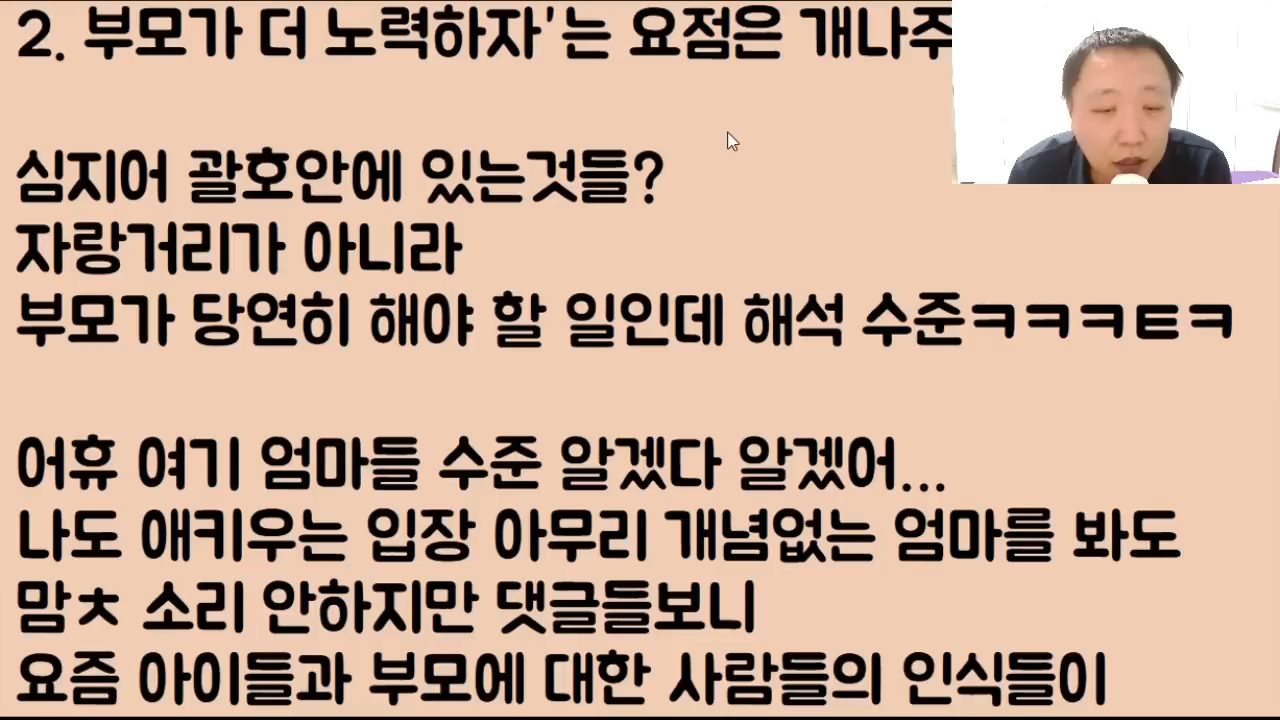 2. 부모가 더 노력하자'는 요점은 개나주
심지어 괄호안에 있는것들?
자랑거리가 아니라
부모가 당연히 해야 할 일인데 해석 수준ㅋㅋㅋㅌㅋ
어휴 여기 엄마들 수준 알겠다 알겠어...
나도 애키우는 입장 아무리 개념없는 엄마를 봐도
맘ㅊ 소리 안하지만 댓글들보니
요즘 아이들과 부모에 대한 사람들의 인식들이